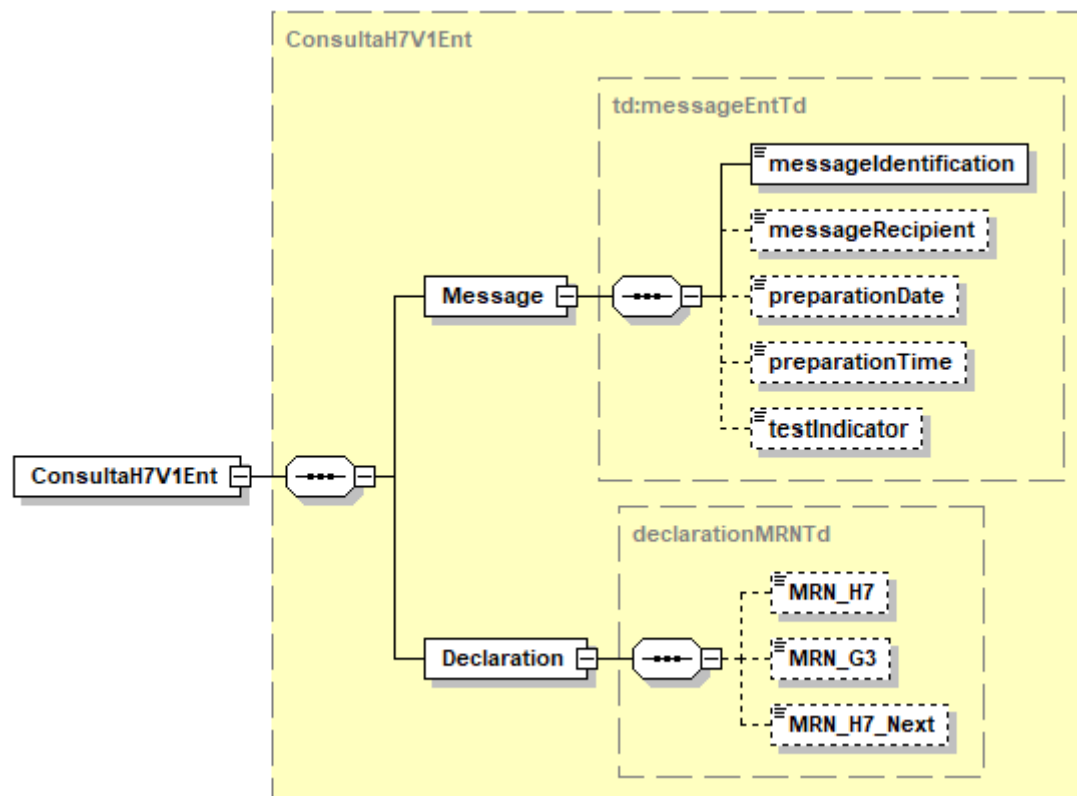 ConsultaH7V1Ent
td:messageEntTd
messageIdentification
messageRecipient
preparationDate
Message
preparationTime
testIndicator
ConsultaH7V1Ent
declarationMRNTd
MRN_H7
Declaration
MRN_G3
MRN_H7_Next